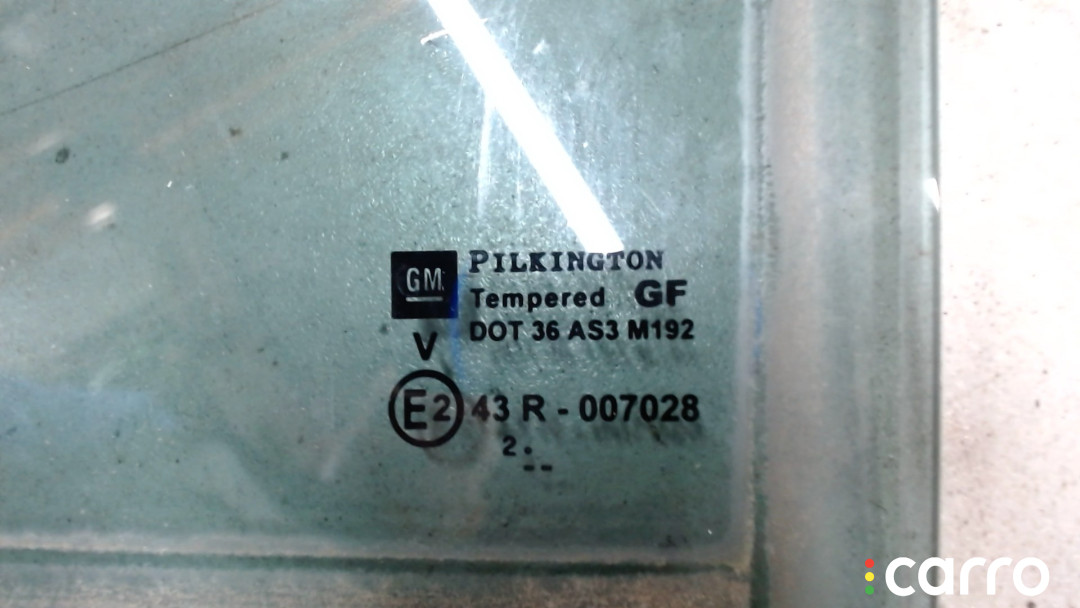 GM PILKINGTON
Tempered GF
DOT 36 AS3 M192
V
E2 43 R - 007028
2
carro